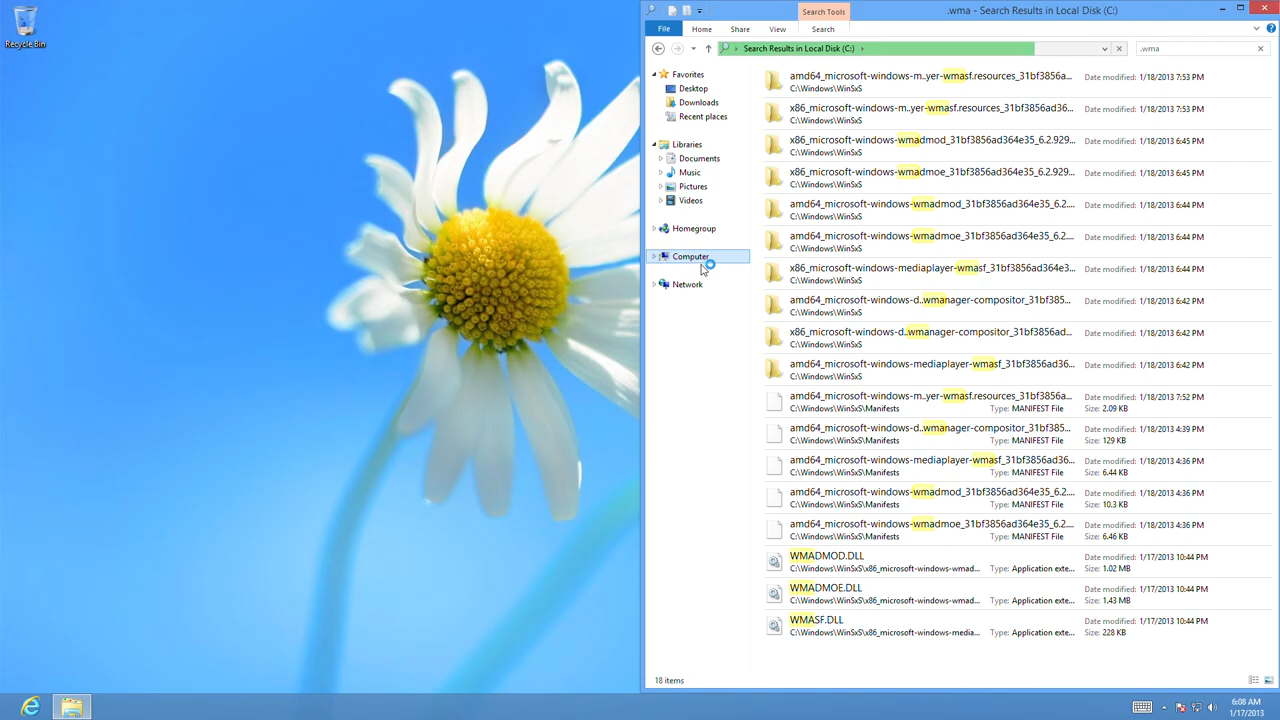 Recycle Bin
Search Tools
.wma - Search Results in Local Disk (C:)
File Home Share View Search
Search Results in Local Disk (C:)
.wma
Favorites
Desktop
Downloads
Recent places
Libraries
Documents
Music
Pictures
Videos
Homegroup
Computer
Network
amd64_microsoft-windows-m..yer-wmasf.resources_31bf3856a... Date modified: 1/18/2013 7:53 PM
C:\Windows\WinSxS
x86_microsoft-windows-m..yer-wmasf.resources_31bf3856ad36... Date modified: 1/18/2013 7:53 PM
C:\Windows\WinSxS
x86_microsoft-windows-wmadmod_31bf3856ad364e35_6.2.929... Date modified: 1/18/2013 6:45 PM
C:\Windows\WinSxS
x86_microsoft-windows-wmadmoe_31bf3856ad364e35_6.2.929... Date modified: 1/18/2013 6:45 PM
C:\Windows\WinSxS
amd64_microsoft-windows-wmadmod_31bf3856ad364e35_6.2.... Date modified: 1/18/2013 6:44 PM
C:\Windows\WinSxS
amd64_microsoft-windows-wmadmoe_31bf3856ad364e35_6.2.... Date modified: 1/18/2013 6:44 PM
C:\Windows\WinSxS
x86_microsoft-windows-mediaplayer-wmasf_31bf3856ad364e3... Date modified: 1/18/2013 6:44 PM
C:\Windows\WinSxS
amd64_microsoft-windows-d..wmanager-compositor_31bf385... Date modified: 1/18/2013 6:42 PM
C:\Windows\WinSxS
x86_microsoft-windows-d..wmanager-compositor_31bf3856ad... Date modified: 1/18/2013 6:42 PM
C:\Windows\WinSxS
amd64_microsoft-windows-mediaplayer-wmasf_31bf3856ad36... Date modified: 1/18/2013 6:42 PM
C:\Windows\WinSxS
amd64_microsoft-windows-m..yer-wmasf.resources_31bf3856a... Date modified: 1/18/2013 7:52 PM
C:\Windows\WinSxS\Manifests Type: MANIFEST File Size: 2.09 KB
amd64_microsoft-windows-d..wmanager-compositor_31bf385... Date modified: 1/18/2013 4:39 PM
C:\Windows\WinSxS\Manifests Type: MANIFEST File Size: 129 KB
amd64_microsoft-windows-mediaplayer-wmasf_31bf3856ad36... Date modified: 1/18/2013 4:36 PM
C:\Windows\WinSxS\Manifests Type: MANIFEST File Size: 6.44 KB
amd64_microsoft-windows-wmadmod_31bf3856ad364e35_6.2.... Date modified: 1/18/2013 4:36 PM
C:\Windows\WinSxS\Manifests Type: MANIFEST File Size: 10.3 KB
amd64_microsoft-windows-wmadmoe_31bf3856ad364e35_6.2.... Date modified: 1/18/2013 4:36 PM
C:\Windows\WinSxS\Manifests Type: MANIFEST File Size: 6.46 KB
WMADMOD.DLL Date modified: 1/17/2013 10:44 PM
C:\Windows\WinSxS\x86_microsoft-windows-wmad... Type: Application exte... Size: 1.02 MB
WMADMOE.DLL Date modified: 1/17/2013 10:44 PM
C:\Windows\WinSxS\x86_microsoft-windows-wmad... Type: Application exte... Size: 1.43 MB
WMASF.DLL Date modified: 1/17/2013 10:44 PM
C:\Windows\WinSxS\x86_microsoft-windows-media... Type: Application exte... Size: 228 KB
18 items
6:08 AM
1/17/2013